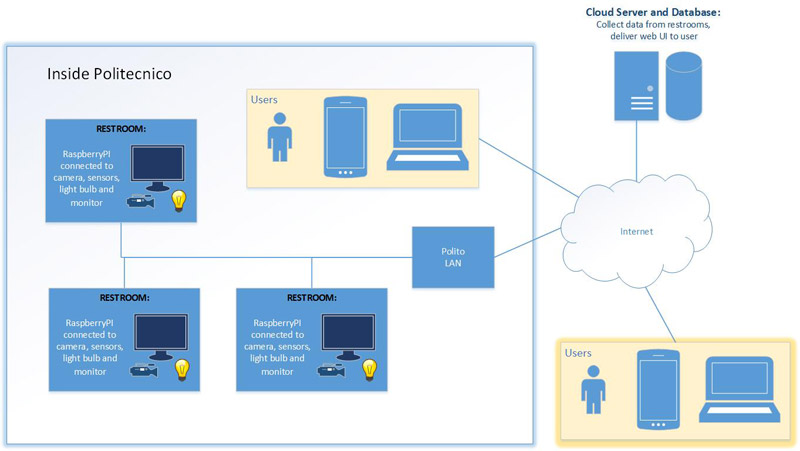 Cloud Server and Database:
Collect data from restrooms,
deliver web UI to user
Inside Politecnico
Users
RESTROOM:
RaspberryPI
connected to
camera, sensors,
light bulb and
monitor
Internet
Polito
LAN
RESTROOM:
RaspberryPI
connected to
camera, sensors,
light bulb and
monitor
RESTROOM:
RaspberryPI
connected to
camera, sensors,
light bulb and
monitor
Users